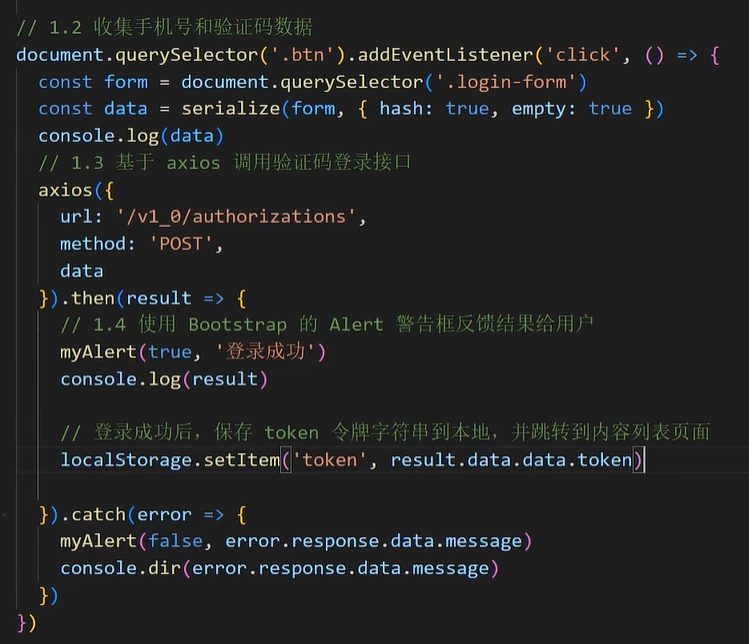 // 1.2 收集手机号和验证码数据
document.querySelector('.btn').addEventListener('click', () => {
  const form = document.querySelector('.login-form')
  const data = serialize(form, { hash: true, empty: true })
  console.log(data)
  // 1.3 基于 axios 调用验证码登录接口
  axios({
    url: '/v1_0/authorizations',
    method: 'POST',
    data
  }).then(result => {
    // 1.4 使用 Bootstrap 的 Alert 警告框反馈结果给用户
    myAlert(true, '登录成功')
    console.log(result)
    // 登录成功后，保存 token 令牌字符串到本地，并跳转到内容列表页面
    localStorage.setItem('token', result.data.data.token)
  }).catch(error => {
    myAlert(false, error.response.data.message)
    console.dir(error.response.data.message)
  })
})